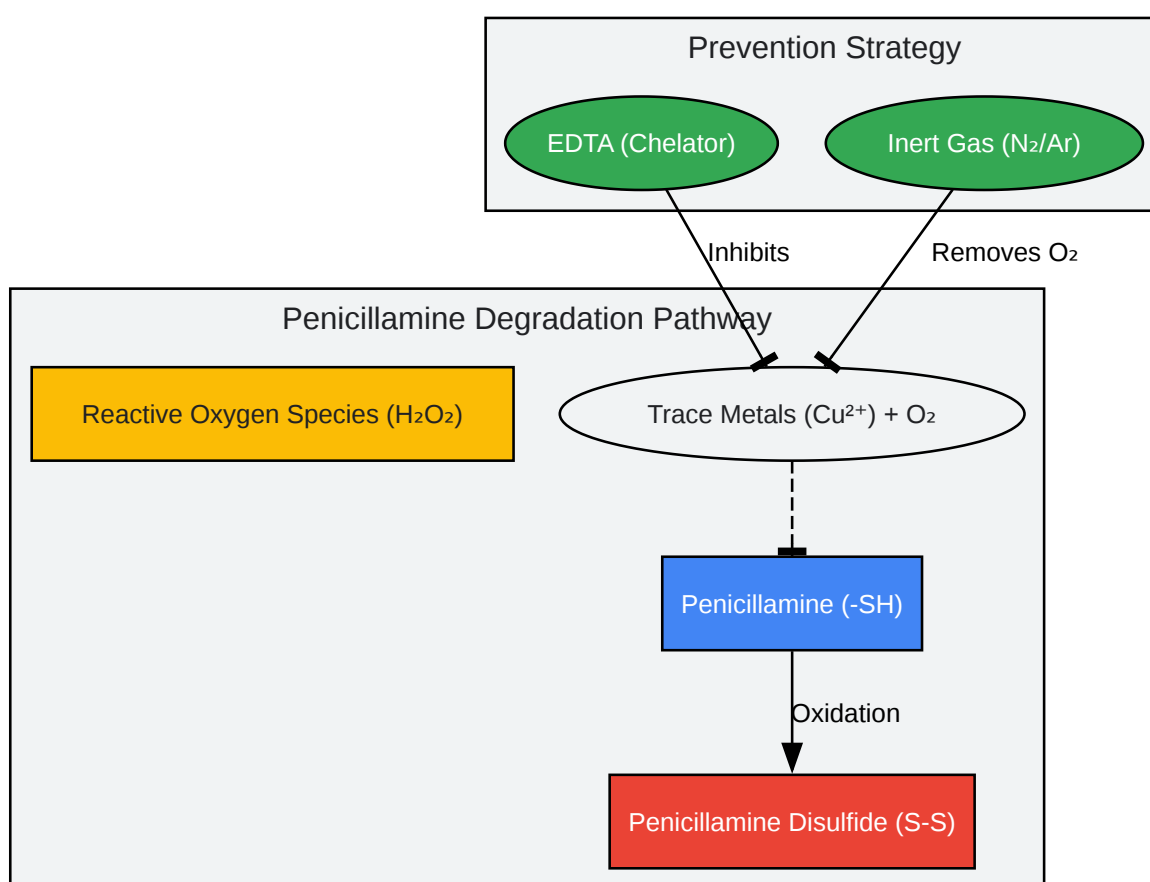 Prevention Strategy
EDTA (Chelator)
Inert Gas (N₂/Ar)
Inhibits
Removes O₂
Penicillamine Degradation Pathway
Reactive Oxygen Species (H₂O₂)
Trace Metals (Cu²⁺) + O₂
Penicillamine (-SH)
Oxidation
Penicillamine Disulfide (S-S)